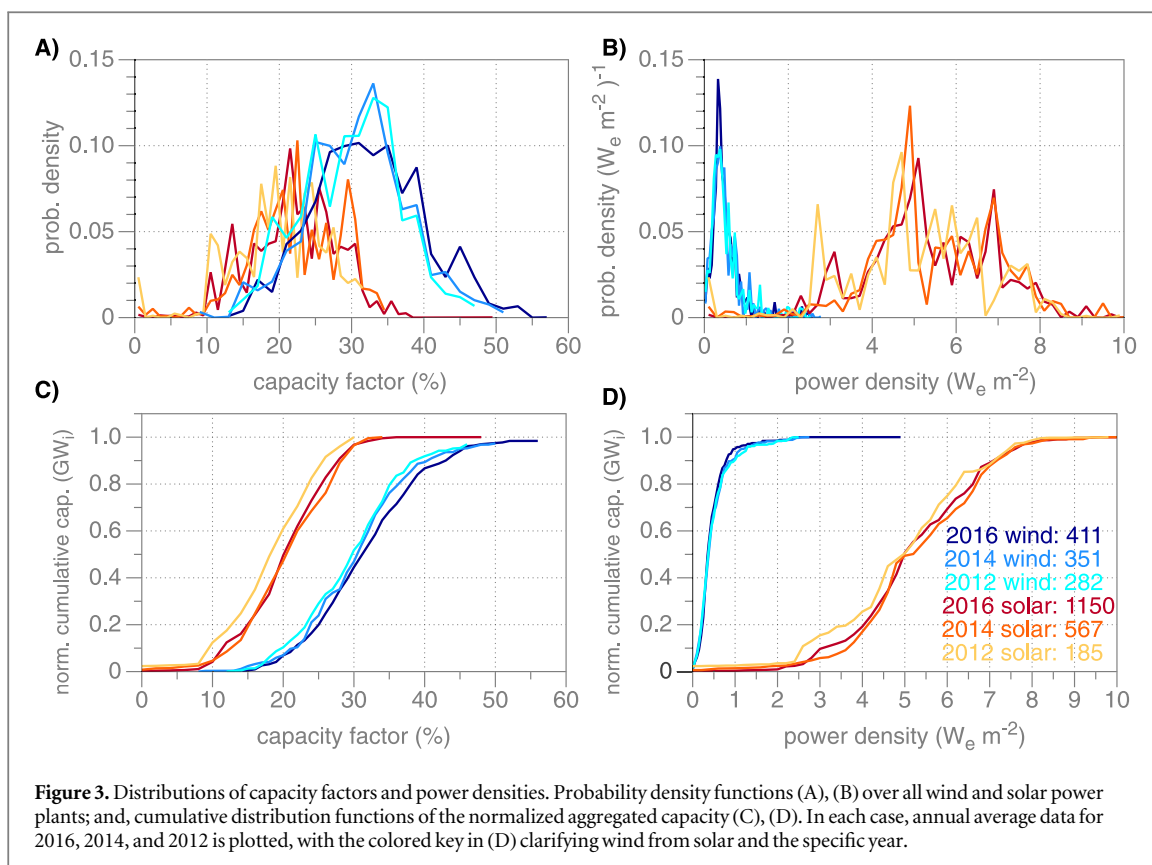 A)
0.15
0.10
0.05
0
prob. density
0 10 20 30 40 50 60
capacity factor (%)
B)
0.15
0.10
0.05
0
prob. density (We m-2 )-1
0 2 4 6 8 10
power density (We m-2)
C)
1.0
0.8
0.6
0.4
0.2
0
norm. cumulative cap. (GWi)
0 10 20 30 40 50 60
capacity factor (%)
D)
1.0
0.8
0.6
0.4
0.2
0
norm. cumulative cap. (GWi)
2016 wind: 411
2014 wind: 351
2012 wind: 282
2016 solar: 1150
2014 solar: 567
2012 solar: 185
0 1 2 3 4 5 6 7 8 10
power density (We m-2)
Figure 3. Distributions of capacity factors and power densities. Probability density functions (A), (B) over all wind and solar power
plants; and, cumulative distribution functions of the normalized aggregated capacity (C), (D). In each case, annual average data for
2016, 2014, and 2012 is plotted, with the colored key in (D) clarifying wind from solar and the specific year.